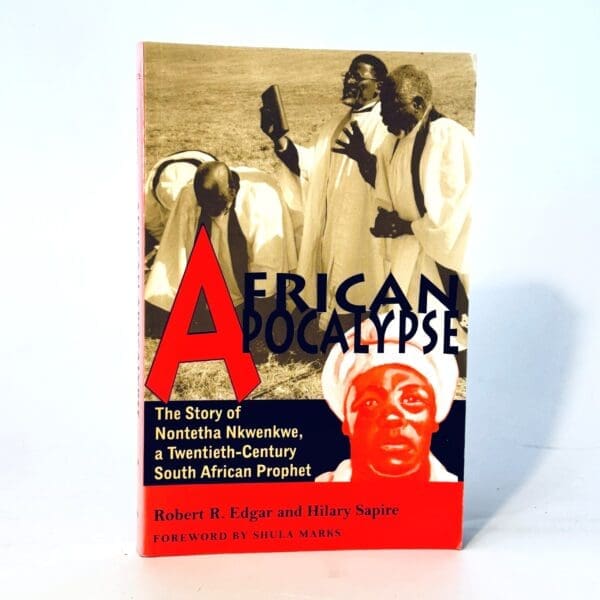 AFRICAN
APOCALYPSE
The Story of
Nontetha Nkwenkwe,
a Twentieth-Century
South African Prophet
Robert R. Edgar and Hilary Sapire
FOREWORD BY SHULA MARKS